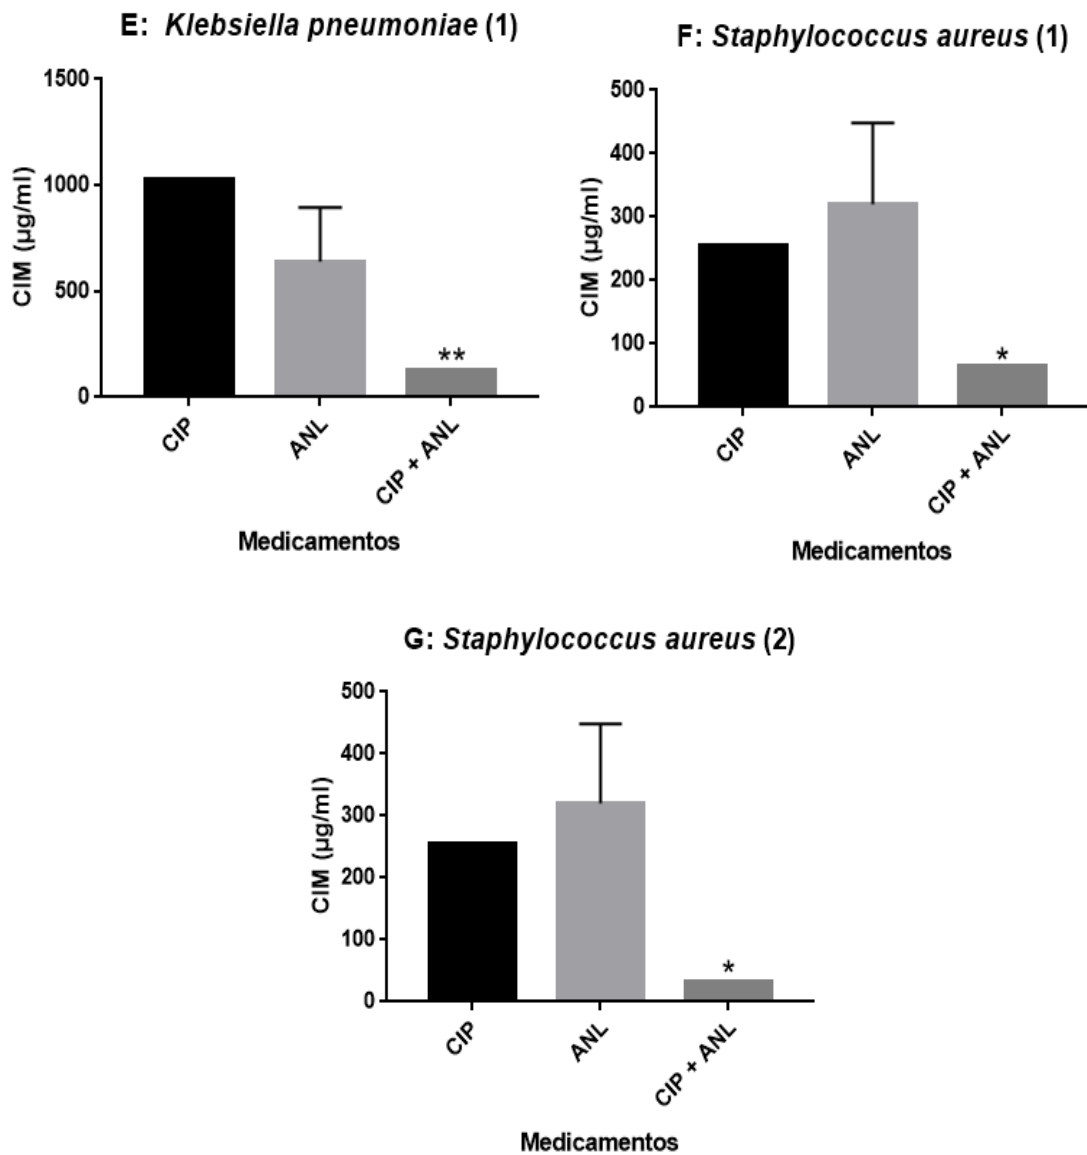 E: Klebsiella pneumoniae (1)
1500
1000
500
0
CIM (µg/ml)
**
CIP
ANL
CIP + ANL
Medicamentos
F: Staphylococcus aureus (1)
500
400
300
200
100
0
CIM (µg/ml)
*
CIP
ANL
CIP + ANL
Medicamentos
G: Staphylococcus aureus (2)
500
400
300
200
100
0
CIM (µg/ml)
*
CIP
ANL
CIP + ANL
Medicamentos